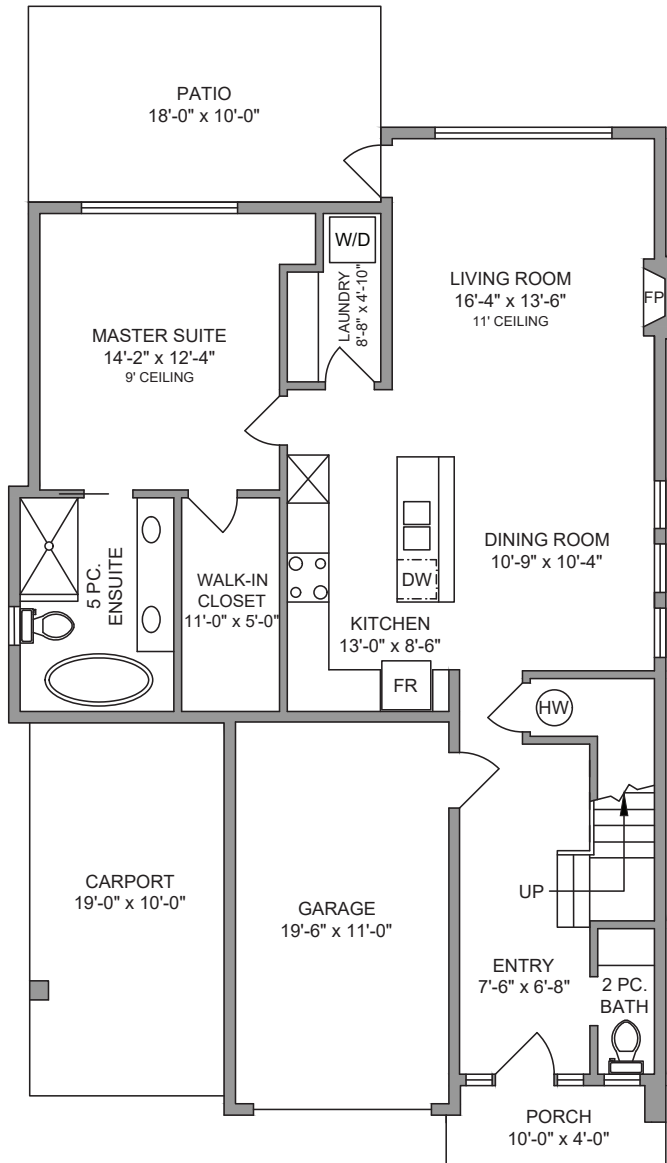 PATIO
18'-0" x 10'-0"
W/D
LAUNDRY
8'-8" x 4'-10"
LIVING ROOM
16'-4" x 13'-6"
11' CEILING
FP
MASTER SUITE
14'-2" x 12'-4"
9' CEILING
5 PC.
ENSUITE
WALK-IN
CLOSET
11'-0" x 5'-0"
DW
DINING ROOM
10'-9" x 10'-4"
KITCHEN
13'-0" x 8'-6"
FR
HW
CARPORT
19'-0" x 10'-0"
GARAGE
19'-6" x 11'-0"
UP
ENTRY
7'-6" x 6'-8"
2 PC.
BATH
PORCH
10'-0" x 4'-0"